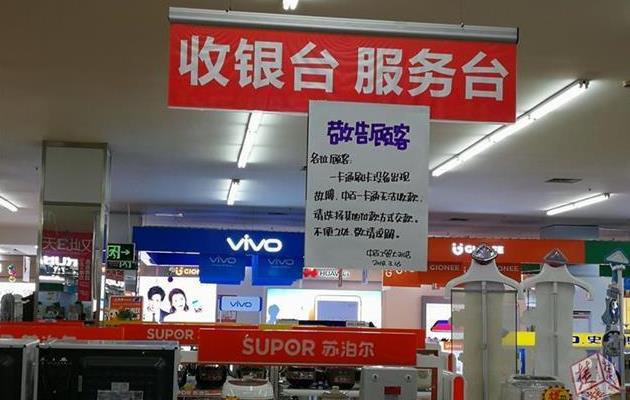 收银台 服务台
敬告顾客
各位顾客:
一卡通刷卡设备出现
故障,中百一卡通无法收款,
请选择其他付款方式交款。
不便之处,敬请谅解。
vivo
GIONEE
HUAWEI
GIONEE
vivo
SUPOR 苏泊尔